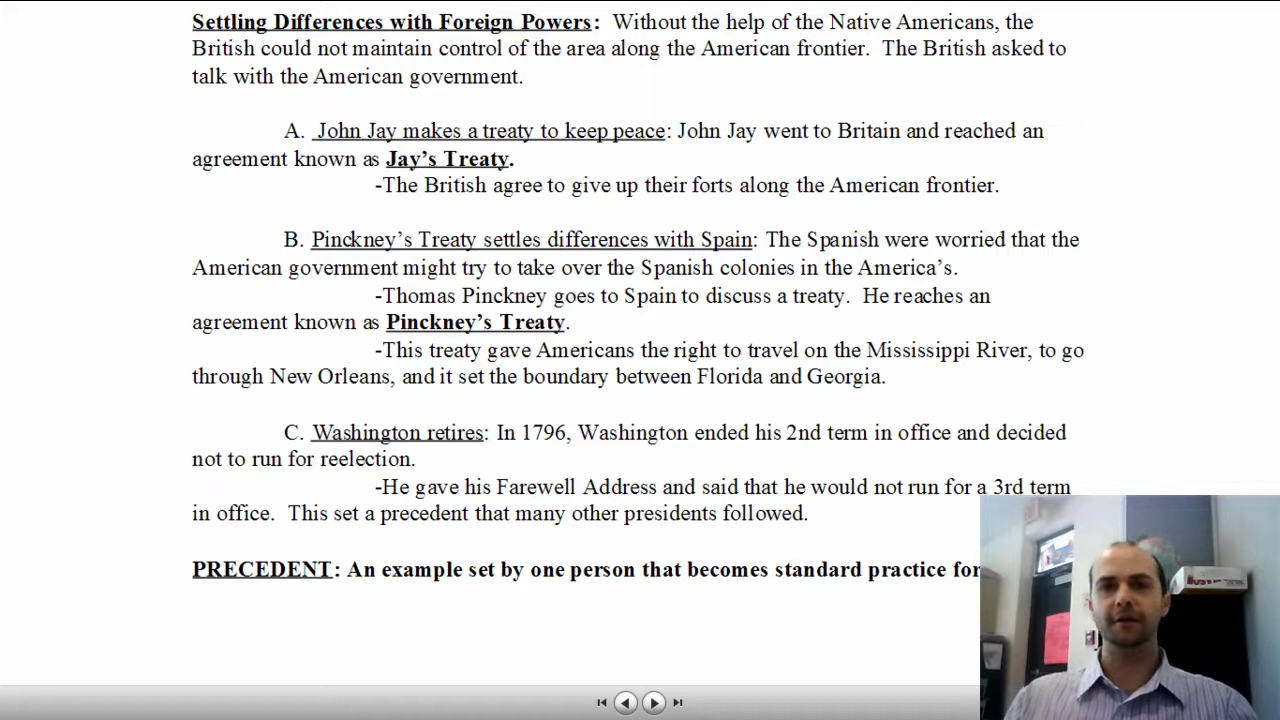 Settling Differences with Foreign Powers: Without the help of the Native Americans, the
British could not maintain control of the area along the American frontier. The British asked to
talk with the American government.
A. John Jay makes a treaty to keep peace: John Jay went to Britain and reached an
agreement known as Jay's Treaty.
-The British agree to give up their forts along the American frontier.
B. Pinckney's Treaty settles differences with Spain: The Spanish were worried that the
American government might try to take over the Spanish colonies in the America's.
-Thomas Pinckney goes to Spain to discuss a treaty. He reaches an
agreement known as Pinckney's Treaty.
-This treaty gave Americans the right to travel on the Mississippi River, to go
through New Orleans, and it set the boundary between Florida and Georgia.
C. Washington retires: In 1796, Washington ended his 2nd term in office and decided
not to run for reelection.
-He gave his Farewell Address and said that he would not run for a 3rd term
in office. This set a precedent that many other presidents followed.
PRECEDENT: An example set by one person that becomes standard practice for